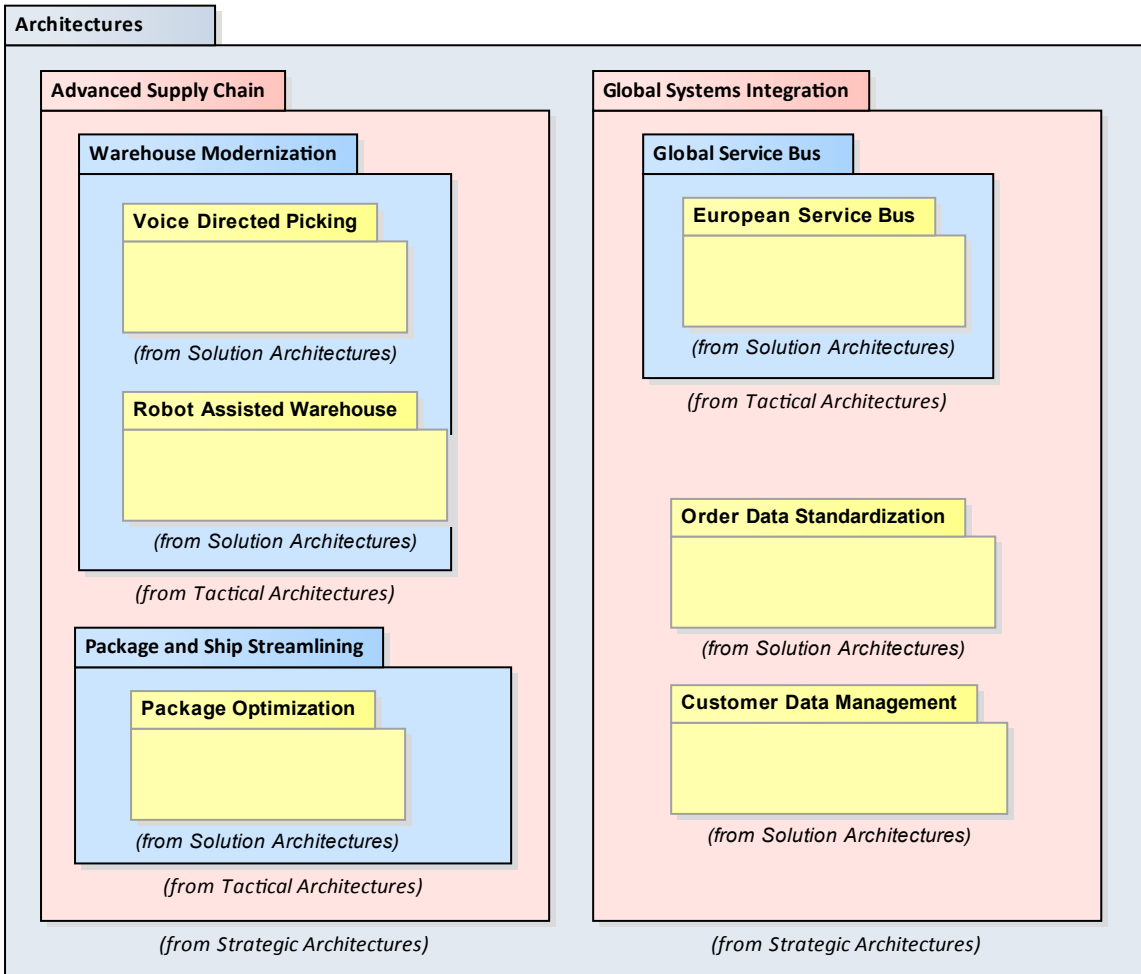 Architectures
Advanced Supply Chain
Warehouse Modernization
Voice Directed Picking
(from Solution Architectures)
Robot Assisted Warehouse
(from Solution Architectures)
(from Tactical Architectures)
Package and Ship Streamlining
Package Optimization
(from Solution Architectures)
(from Tactical Architectures)
(from Strategic Architectures)
Global Systems Integration
Global Service Bus
European Service Bus
(from Solution Architectures)
(from Tactical Architectures)
Order Data Standardization
(from Solution Architectures)
Customer Data Management
(from Solution Architectures)
(from Strategic Architectures)